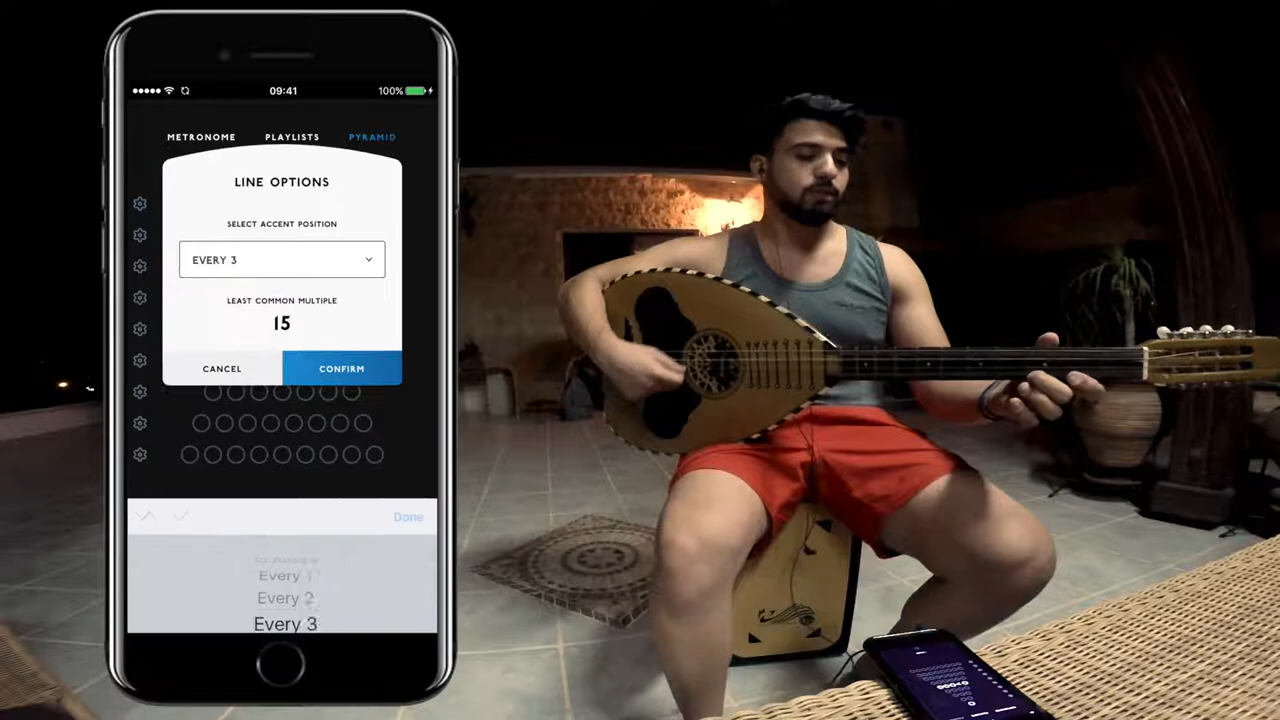 09:41
100%
METRONOME PLAYLISTS PYRAMID
LINE OPTIONS
SELECT ACCENT POSITION
EVERY 3
LEAST COMMON MULTIPLE
15
CANCEL CONFIRM
Done
Every 1
Every 2
Every 3